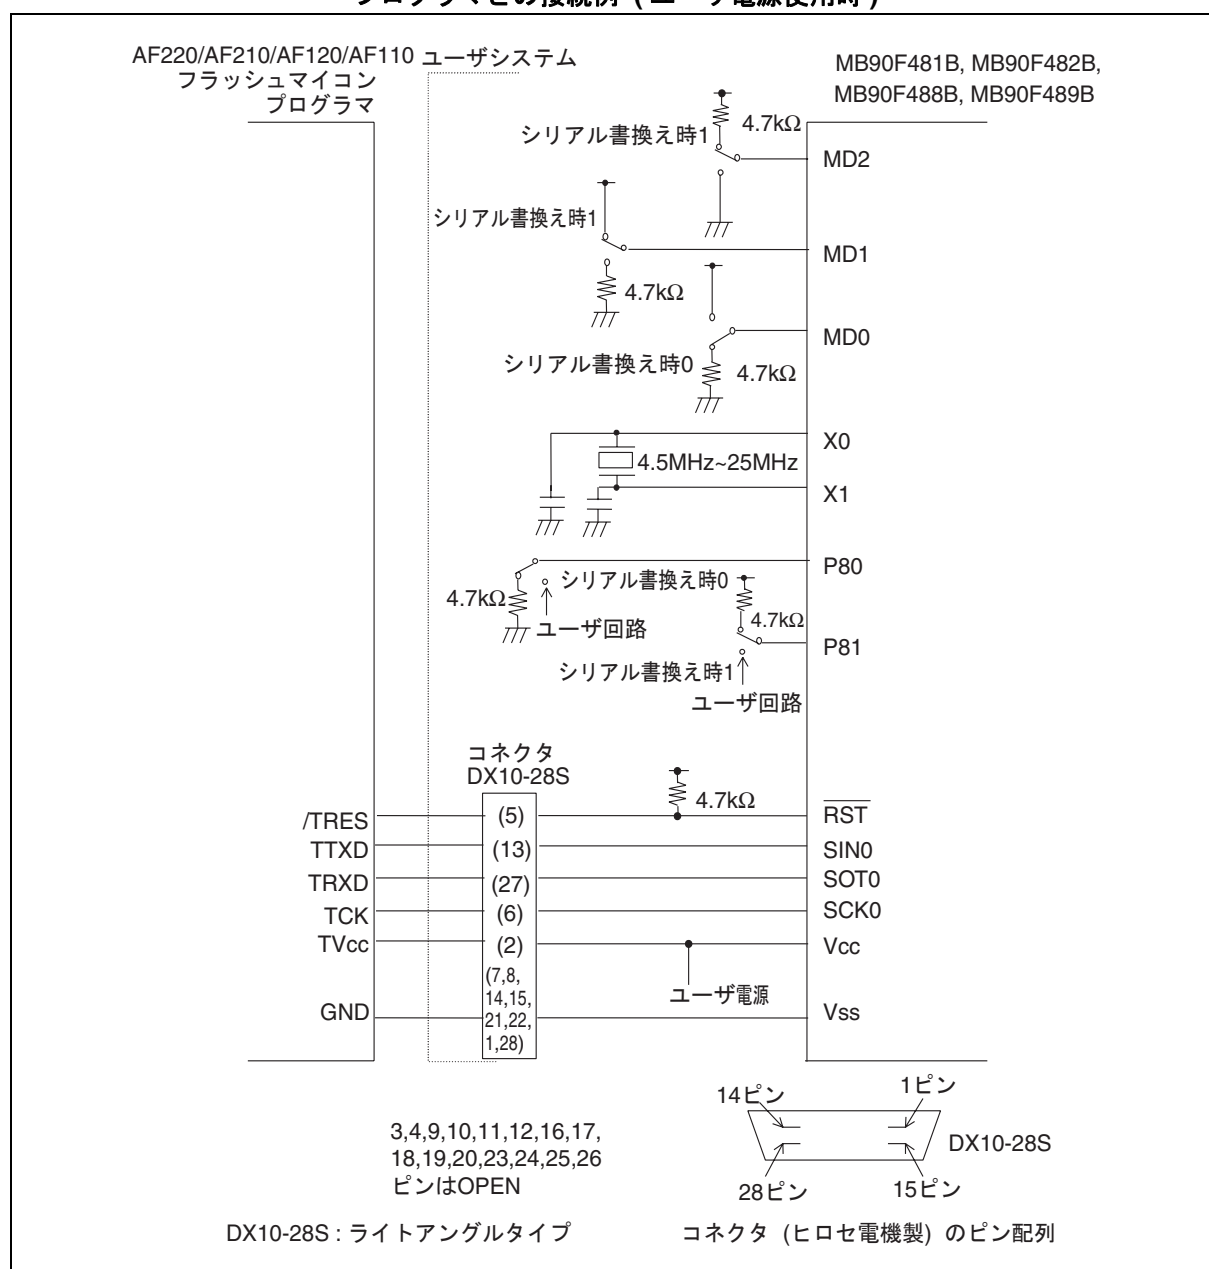 AF220/AF210/AF120/AF110 ユーザシステム
フラッシュマイコン
プログラマ
MB90F481B, MB90F482B,
MB90F488B, MB90F489B
4.7kΩ
シリアル書換え時1
MD2
シリアル書換え時1
MD1
4.7kΩ
MD0
シリアル書換え時0
4.7kΩ
X0
4.5MHz~25MHz
X1
P80
シリアル書換え時0
4.7kΩ
ユーザ回路
4.7kΩ
P81
シリアル書換え時1
ユーザ回路
コネクタ
DX10-28S
4.7kΩ
/TRES (5) RST
TTXD (13) SIN0
TRXD (27) SOT0
TCK (6) SCK0
TVcc (2) Vcc
ユーザ電源
(7,8,
14,15,
21,22,
1,28)
GND
Vss
14ピン
1ピン
DX10-28S
28ピン
15ピン
3,4,9,10,11,12,16,17,
18,19,20,23,24,25,26
ピンはOPEN
DX10-28S : ライトアングルタイプ
コネクタ (ヒロセ電機製) のピン配列